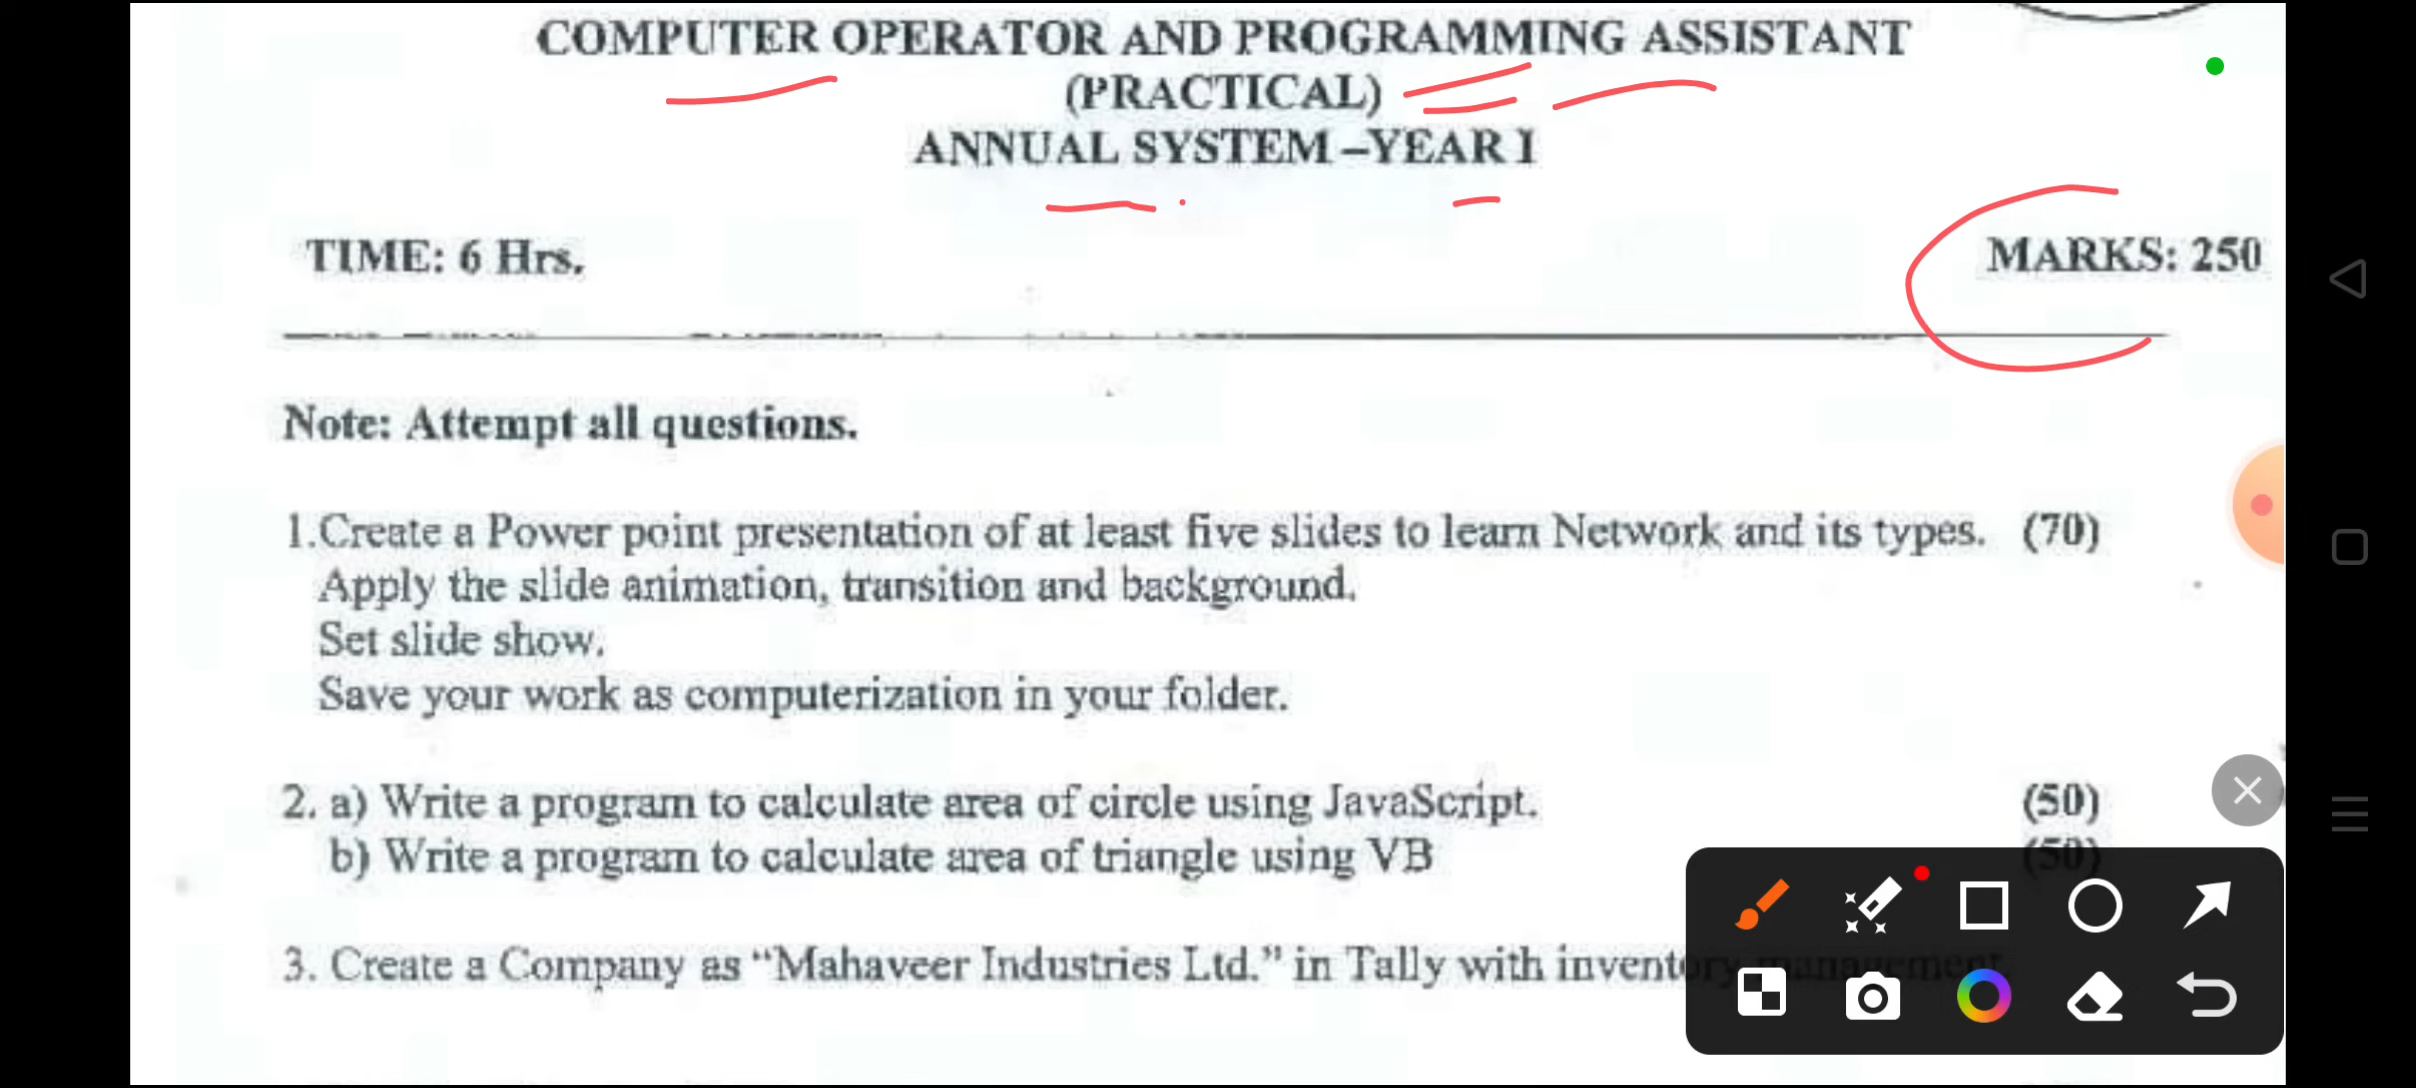 COMPUTER OPERATOR AND PROGRAMMING ASSISTANT
(PRACTICAL)
ANNUAL SYSTEM –YEAR I
TIME: 6 Hrs. MARKS: 250
Note: Attempt all questions.
1.Create a Power point presentation of at least five slides to learn Network and its types. (70)
Apply the slide animation, transition and background.
Set slide show.
Save your work as computerization in your folder.
2. a) Write a program to calculate area of circle using JavaScript. (50)
b) Write a program to calculate area of triangle using VB (50)
3. Create a Company as “Mahaveer Industries Ltd.” in Tally with inventory management